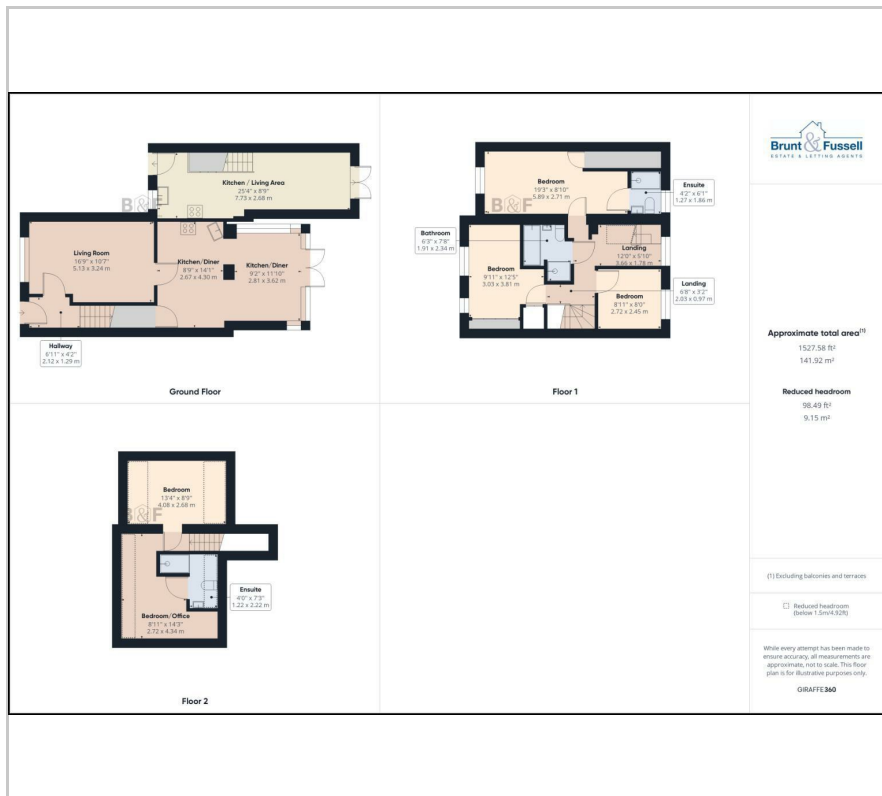 Kitchen / Living Area
25'4" x 8'9"
7.73 x 2.68 m
B&F
Living Room
16'9" x 10'7"
5.13 x 3.24 m
Kitchen/Diner
8'9" x 14'1"
2.67 x 4.30 m
Kitchen/Diner
9'2" x 11'10"
2.81 x 3.62 m
Hallway
6'11" x 4'2"
2.12 x 1.29 m
Ground Floor
Bedroom
19'3" x 8'10"
5.89 x 2.71 m
B&F
Ensuite
4'2" x 6'1"
1.27 x 1.86 m
Bathroom
6'3" x 7'8"
1.91 x 2.34 m
Landing
12'0" x 5'10"
3.66 x 1.78 m
Bedroom
9'11" x 12'5"
3.03 x 3.81 m
Landing
6'8" x 3'2"
2.03 x 0.97 m
Bedroom
8'11" x 8'0"
2.72 x 2.45 m
Floor 1
Bedroom
13'4" x 8'9"
4.08 x 2.68 m
B&F
Ensuite
4'0" x 7'3"
1.22 x 2.22 m
Bedroom/Office
8'11" x 14'3"
2.72 x 4.34 m
Floor 2
Brunt & Fussell
ESTATE & LETTING AGENTS
Approximate total area(1)
1527.58 ft²
141.92 m²
Reduced headroom
98.49 ft²
9.15 m²
(1) Excluding balconies and terraces
Reduced headroom
(below 1.5m/4.92ft)
While every attempt has been made to
ensure accuracy, all measurements are
approximate, not to scale. This floor
plan is for illustrative purposes only.
GIRAFFE360